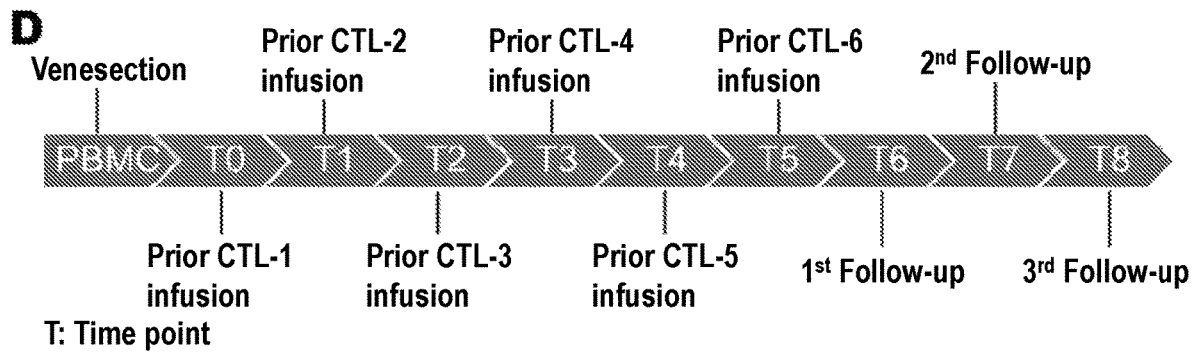 D
Venesection
Prior CTL-2
infusion
Prior CTL-4
infusion
Prior CTL-6
infusion
2nd Follow-up
PBMC T0 T1 T2 T3 T4 T5 T6 T7 T8
Prior CTL-1
infusion
Prior CTL-3
infusion
Prior CTL-5
infusion
1st Follow-up
3rd Follow-up
T: Time point